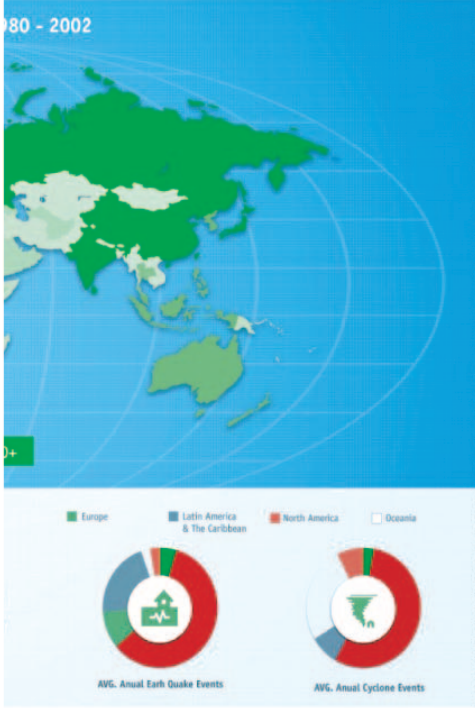 980 - 2002
0+
Europe
Latin America
& The Caribbean
North America
Oceania
AVG. Anual Earh Quake Events
AVG. Anual Cyclone Events